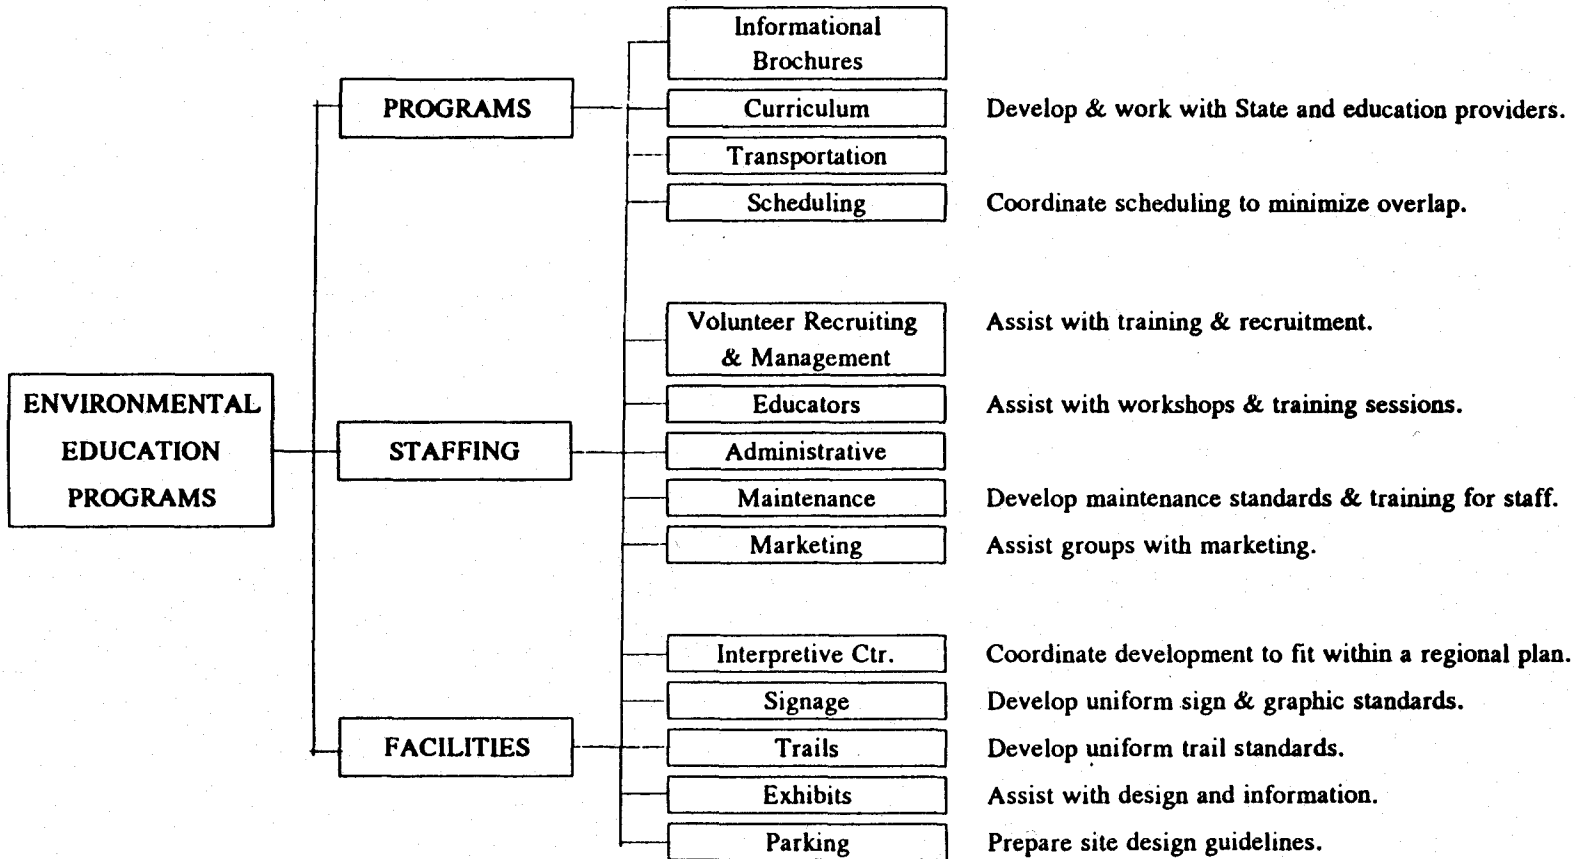 Informational
Brochures
PROGRAMS
Curriculum
Develop & work with State and education providers.
Transportation
Scheduling
Coordinate scheduling to minimize overlap.
Volunteer Recruiting
& Management
Assist with training & recruitment.
ENVIRONMENTAL
EDUCATION
PROGRAMS
Educators
Assist with workshops & training sessions.
STAFFING
Administrative
Maintenance
Develop maintenance standards & training for staff.
Marketing
Assist groups with marketing.
Interpretive Ctr.
Coordinate development to fit within a regional plan.
Signage
Develop uniform sign & graphic standards.
FACILITIES
Trails
Develop uniform trail standards.
Exhibits
Assist with design and information.
Parking
Prepare site design guidelines.